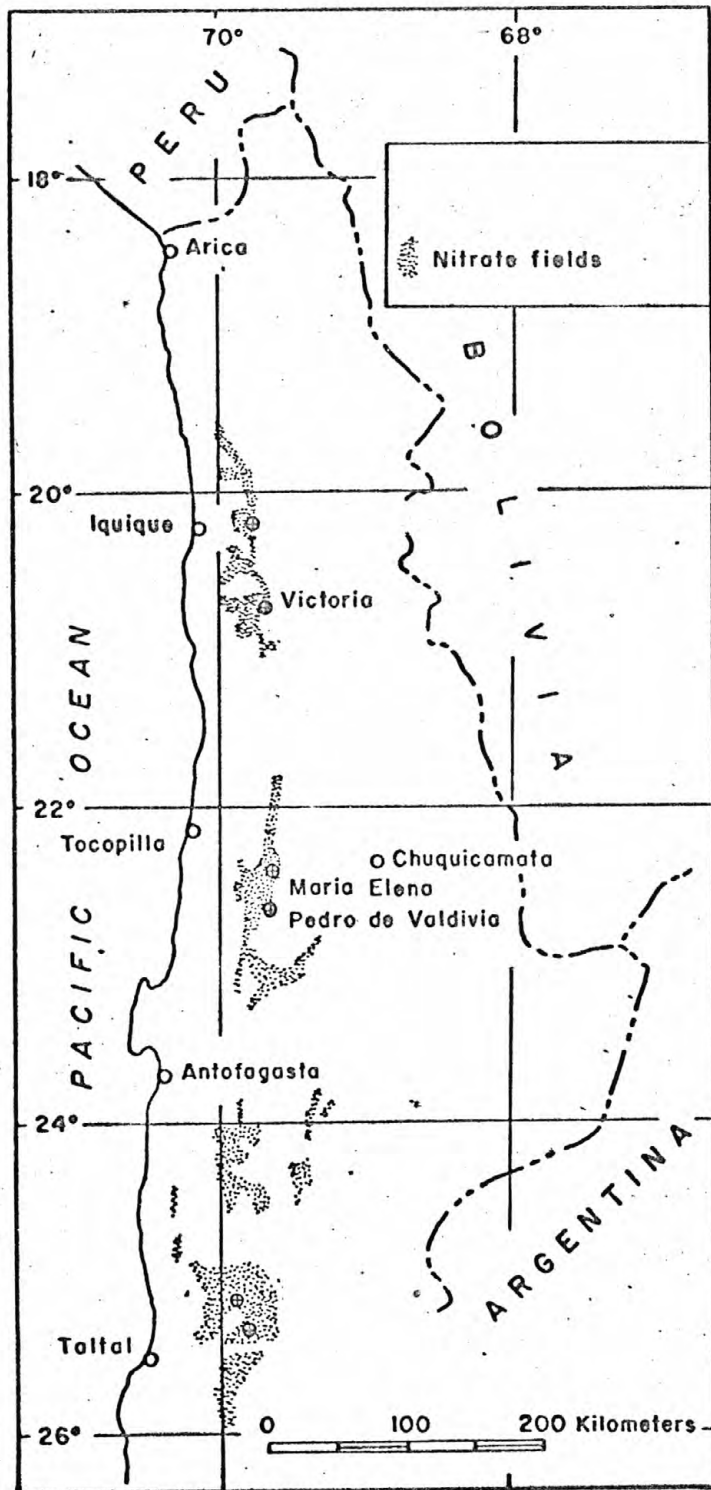 70° 68°
PERU
18°
Arica
Nitrate fields
BOLIVIA
20°
Iquique
Victoria
PACIFIC OCEAN
22°
Tocopilla
Chuquicamata
Maria Elena
Pedro de Valdivia
Antofagasta
24°
ARGENTINA
Taltal
0 100 200 Kilometers
26°